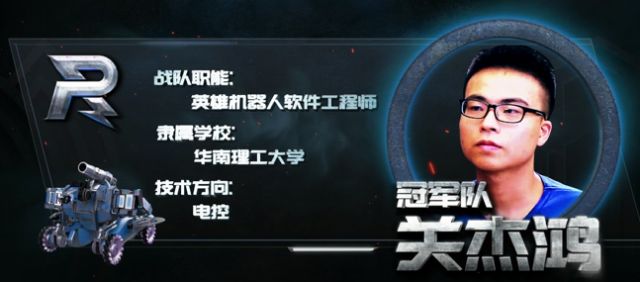 战队职能:
英雄机器人软件工程师
隶属学校:
华南理工大学
技术方向:
电控
冠军队
关杰鸿